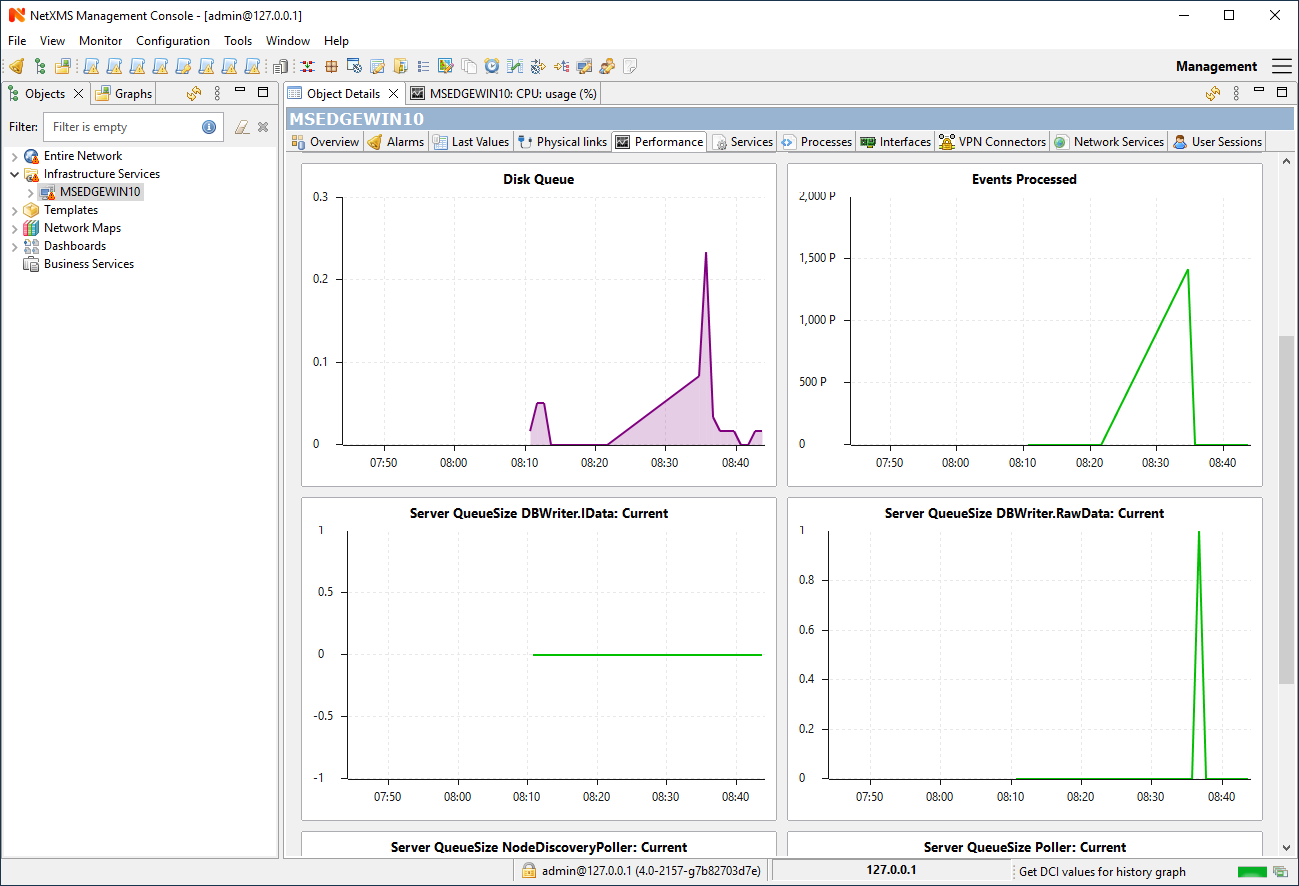 NetXMS Management Console - [admin@127.0.0.1]
File View Monitor Configuration Tools Window Help
Management
Objects Graphs
Object Details MSEDGEWIN10: CPU: usage (%)
Filter: Filter is empty
Entire Network
Infrastructure Services
MSEDGEWIN10
Templates
Network Maps
Dashboards
Business Services
MSEDGEWIN10
Overview Alarms Last Values Physical links Performance Services Processes Interfaces VPN Connectors Network Services User Sessions
Disk Queue
0.3
0.2
0.1
0
07:50 08:00 08:10 08:20 08:30 08:40
Events Processed
2,000 P
1,500 P
1,000 P
500 P
0
07:50 08:00 08:10 08:20 08:30 08:40
Server QueueSize DBWriter.IData: Current
1
0.5
0
-0.5
-1
07:50 08:00 08:10 08:20 08:30 08:40
Server QueueSize DBWriter.RawData: Current
1
0.8
0.6
0.4
0.2
0
07:50 08:00 08:10 08:20 08:30 08:40
Server QueueSize NodeDiscoveryPoller: Current
Server QueueSize Poller: Current
admin@127.0.0.1 (4.0-2157-g7b82703d7e)
127.0.0.1
Get DCI values for history graph